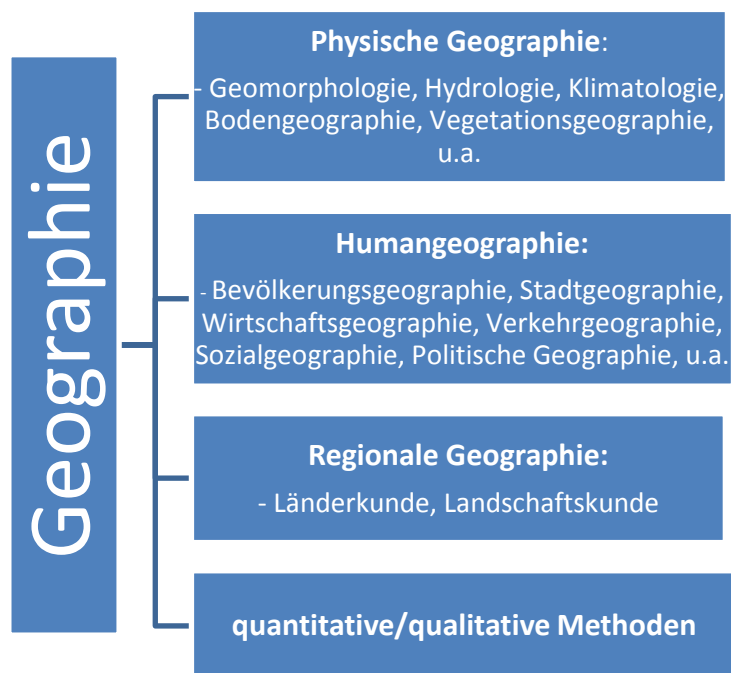 Geographie
Physische Geographie:
- Geomorphologie, Hydrologie, Klimatologie,
Bodengeographie, Vegetationsgeographie,
u.a.
Humangeographie:
- Bevölkerungsgeographie, Stadtgeographie,
Wirtschaftsgeographie, Verkehrgeographie,
Sozialgeographie, Politische Geographie, u.a.
Regionale Geographie:
- Länderkunde, Landschaftskunde
quantitative/qualitative Methoden